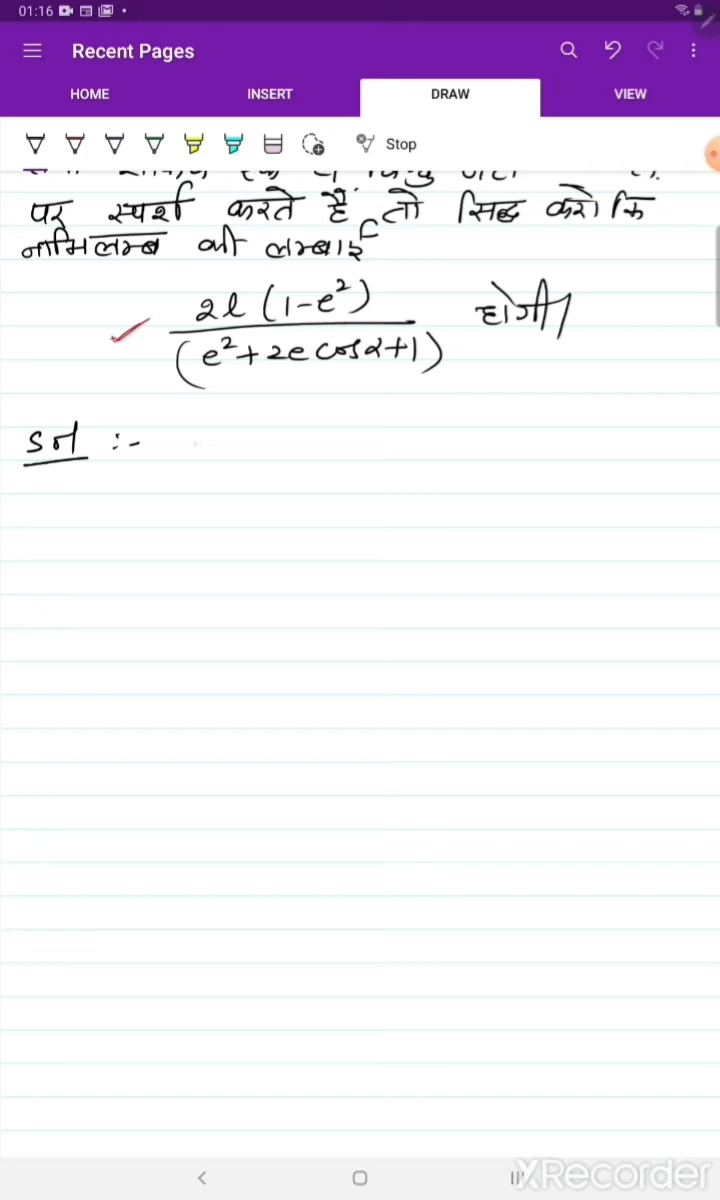 01:16
Recent Pages
HOME INSERT DRAW VIEW
Stop
पर स्पर्श करते हैं तो सिद्ध करो कि
नाभिलम्ब की लम्बाई
2l (1-e²)
(e²+2e cosα+1) होगी।
Sol :-
XRecorder